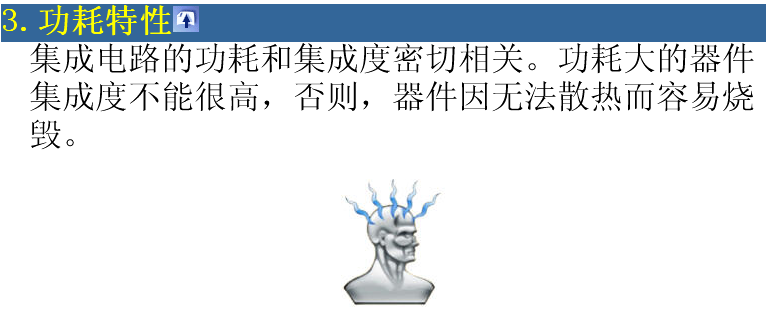 3. 功耗特性
集成电路的功耗和集成度密切相关。功耗大的器件
集成度不能很高，否则，器件因无法散热而容易烧
毁。